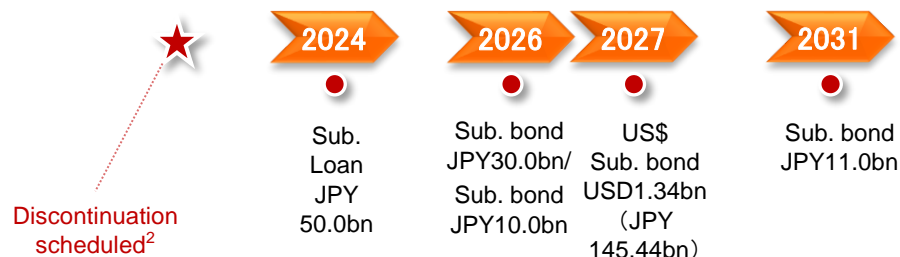 2024
2026
2027
2031
Sub.
Loan
JPY
50.0bn
Sub. bond
JPY30.0bn/
Sub. bond
JPY10.0bn
US$
Sub. bond
USD1.34bn
（JPY
145.44bn）
Sub. bond
JPY11.0bn
Discontinuation
scheduled2